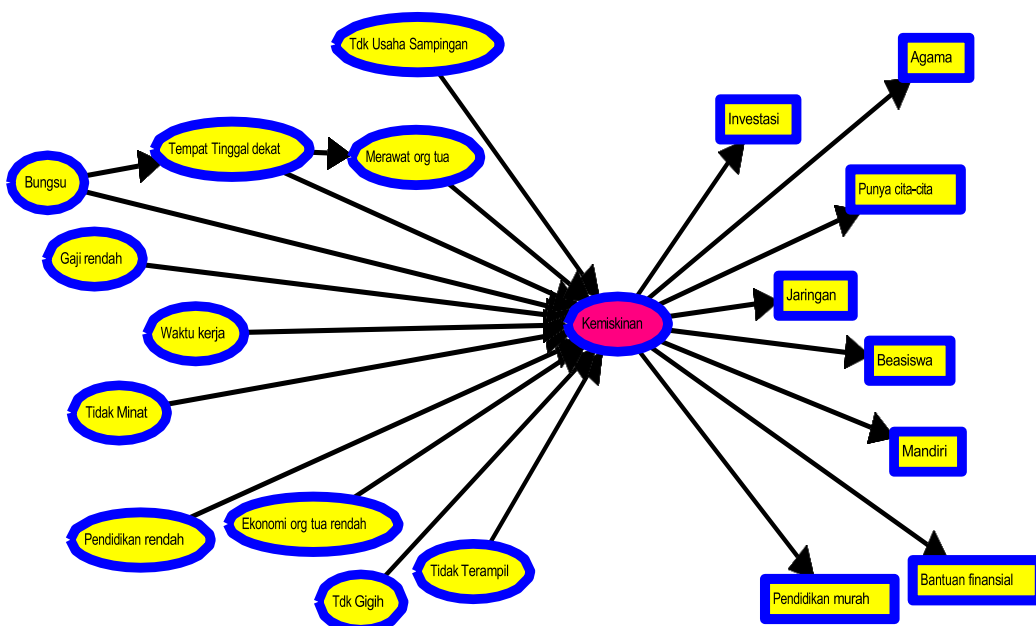 Tdk Usaha Sampingan
Agama
Investasi
Tempat Tinggal dekat
Merawat org tua
Bungsu
Punya cita-cita
Gaji rendah
Jaringan
Waktu kerja
Kemiskinan
Beasiswa
Tidak Minat
Mandiri
Pendidikan rendah
Ekonomi org tua rendah
Tidak Terampil
Bantuan finansial
Tdk Gigih
Pendidikan murah